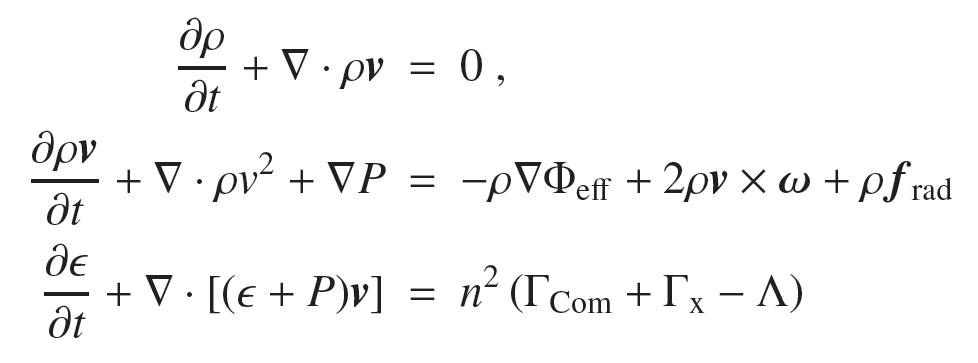 ∂ρ/∂t + ∇ · ρ𝒗 = 0 ,
∂ρ𝒗/∂t + ∇ · ρv² + ∇P = −ρ∇Φ_eff + 2ρ𝒗 × 𝝎 + ρ𝒇_rad
∂ϵ/∂t + ∇ · [(ϵ + P)𝒗] = n² (Γ_Com + Γ_x − Λ)